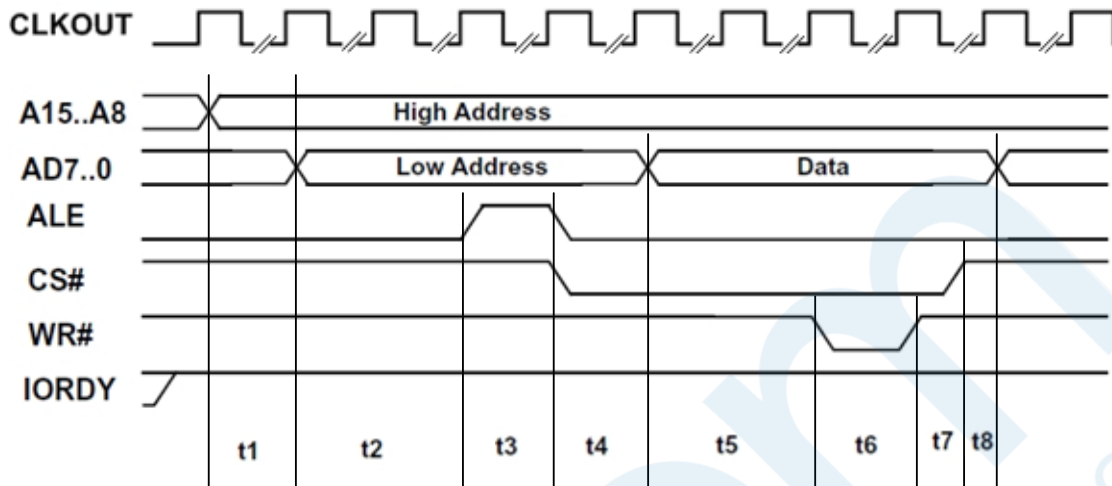 CLKOUT
A15..A8 High Address
AD7..0 Low Address Data
ALE
CS#
WR#
IORDY
t1 t2 t3 t4 t5 t6 t7 t8